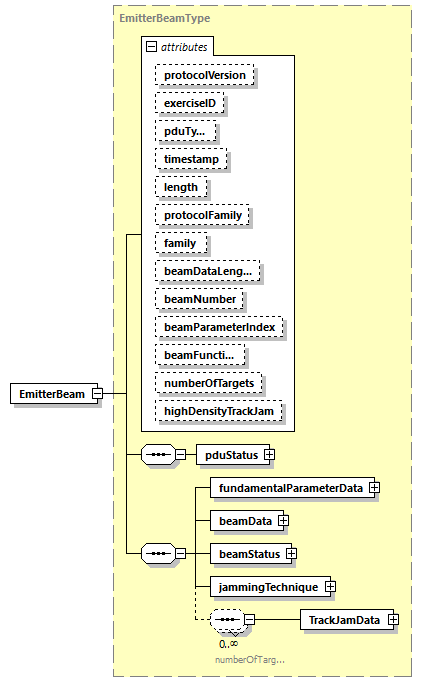 EmitterBeamType
attributes
protocolVersion
exerciseID
pduTy...
timestamp
length
protocolFamily
family
beamDataLeng...
beamNumber
beamParameterIndex
beamFuncti...
numberOfTargets
highDensityTrackJam
EmitterBeam
pduStatus
fundamentalParameterData
beamData
beamStatus
jammingTechnique
TrackJamData
0..∞
numberOfTarg...